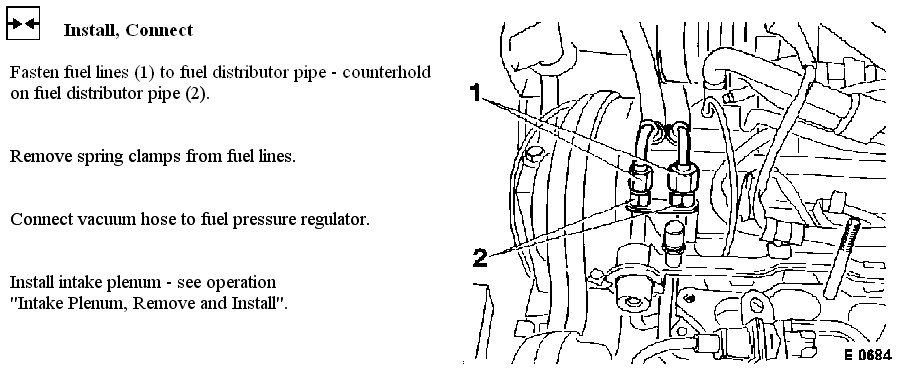 Install, Connect
Fasten fuel lines (1) to fuel distributor pipe - counterhold
on fuel distributor pipe (2).
Remove spring clamps from fuel lines.
Connect vacuum hose to fuel pressure regulator.
Install intake plenum - see operation
"Intake Plenum, Remove and Install".
1
2
E 0684